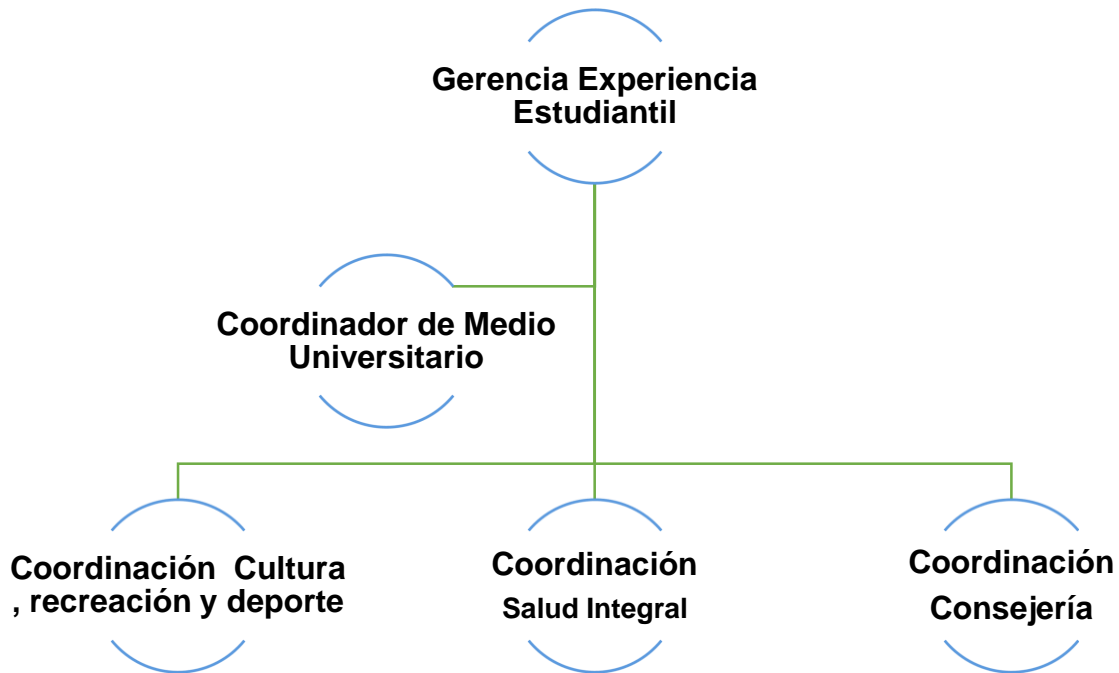 Gerencia Experiencia
Estudiantil
Coordinador de Medio
Universitario
Coordinación Cultura
, recreación y deporte
Coordinación
Salud Integral
Coordinación
Consejería